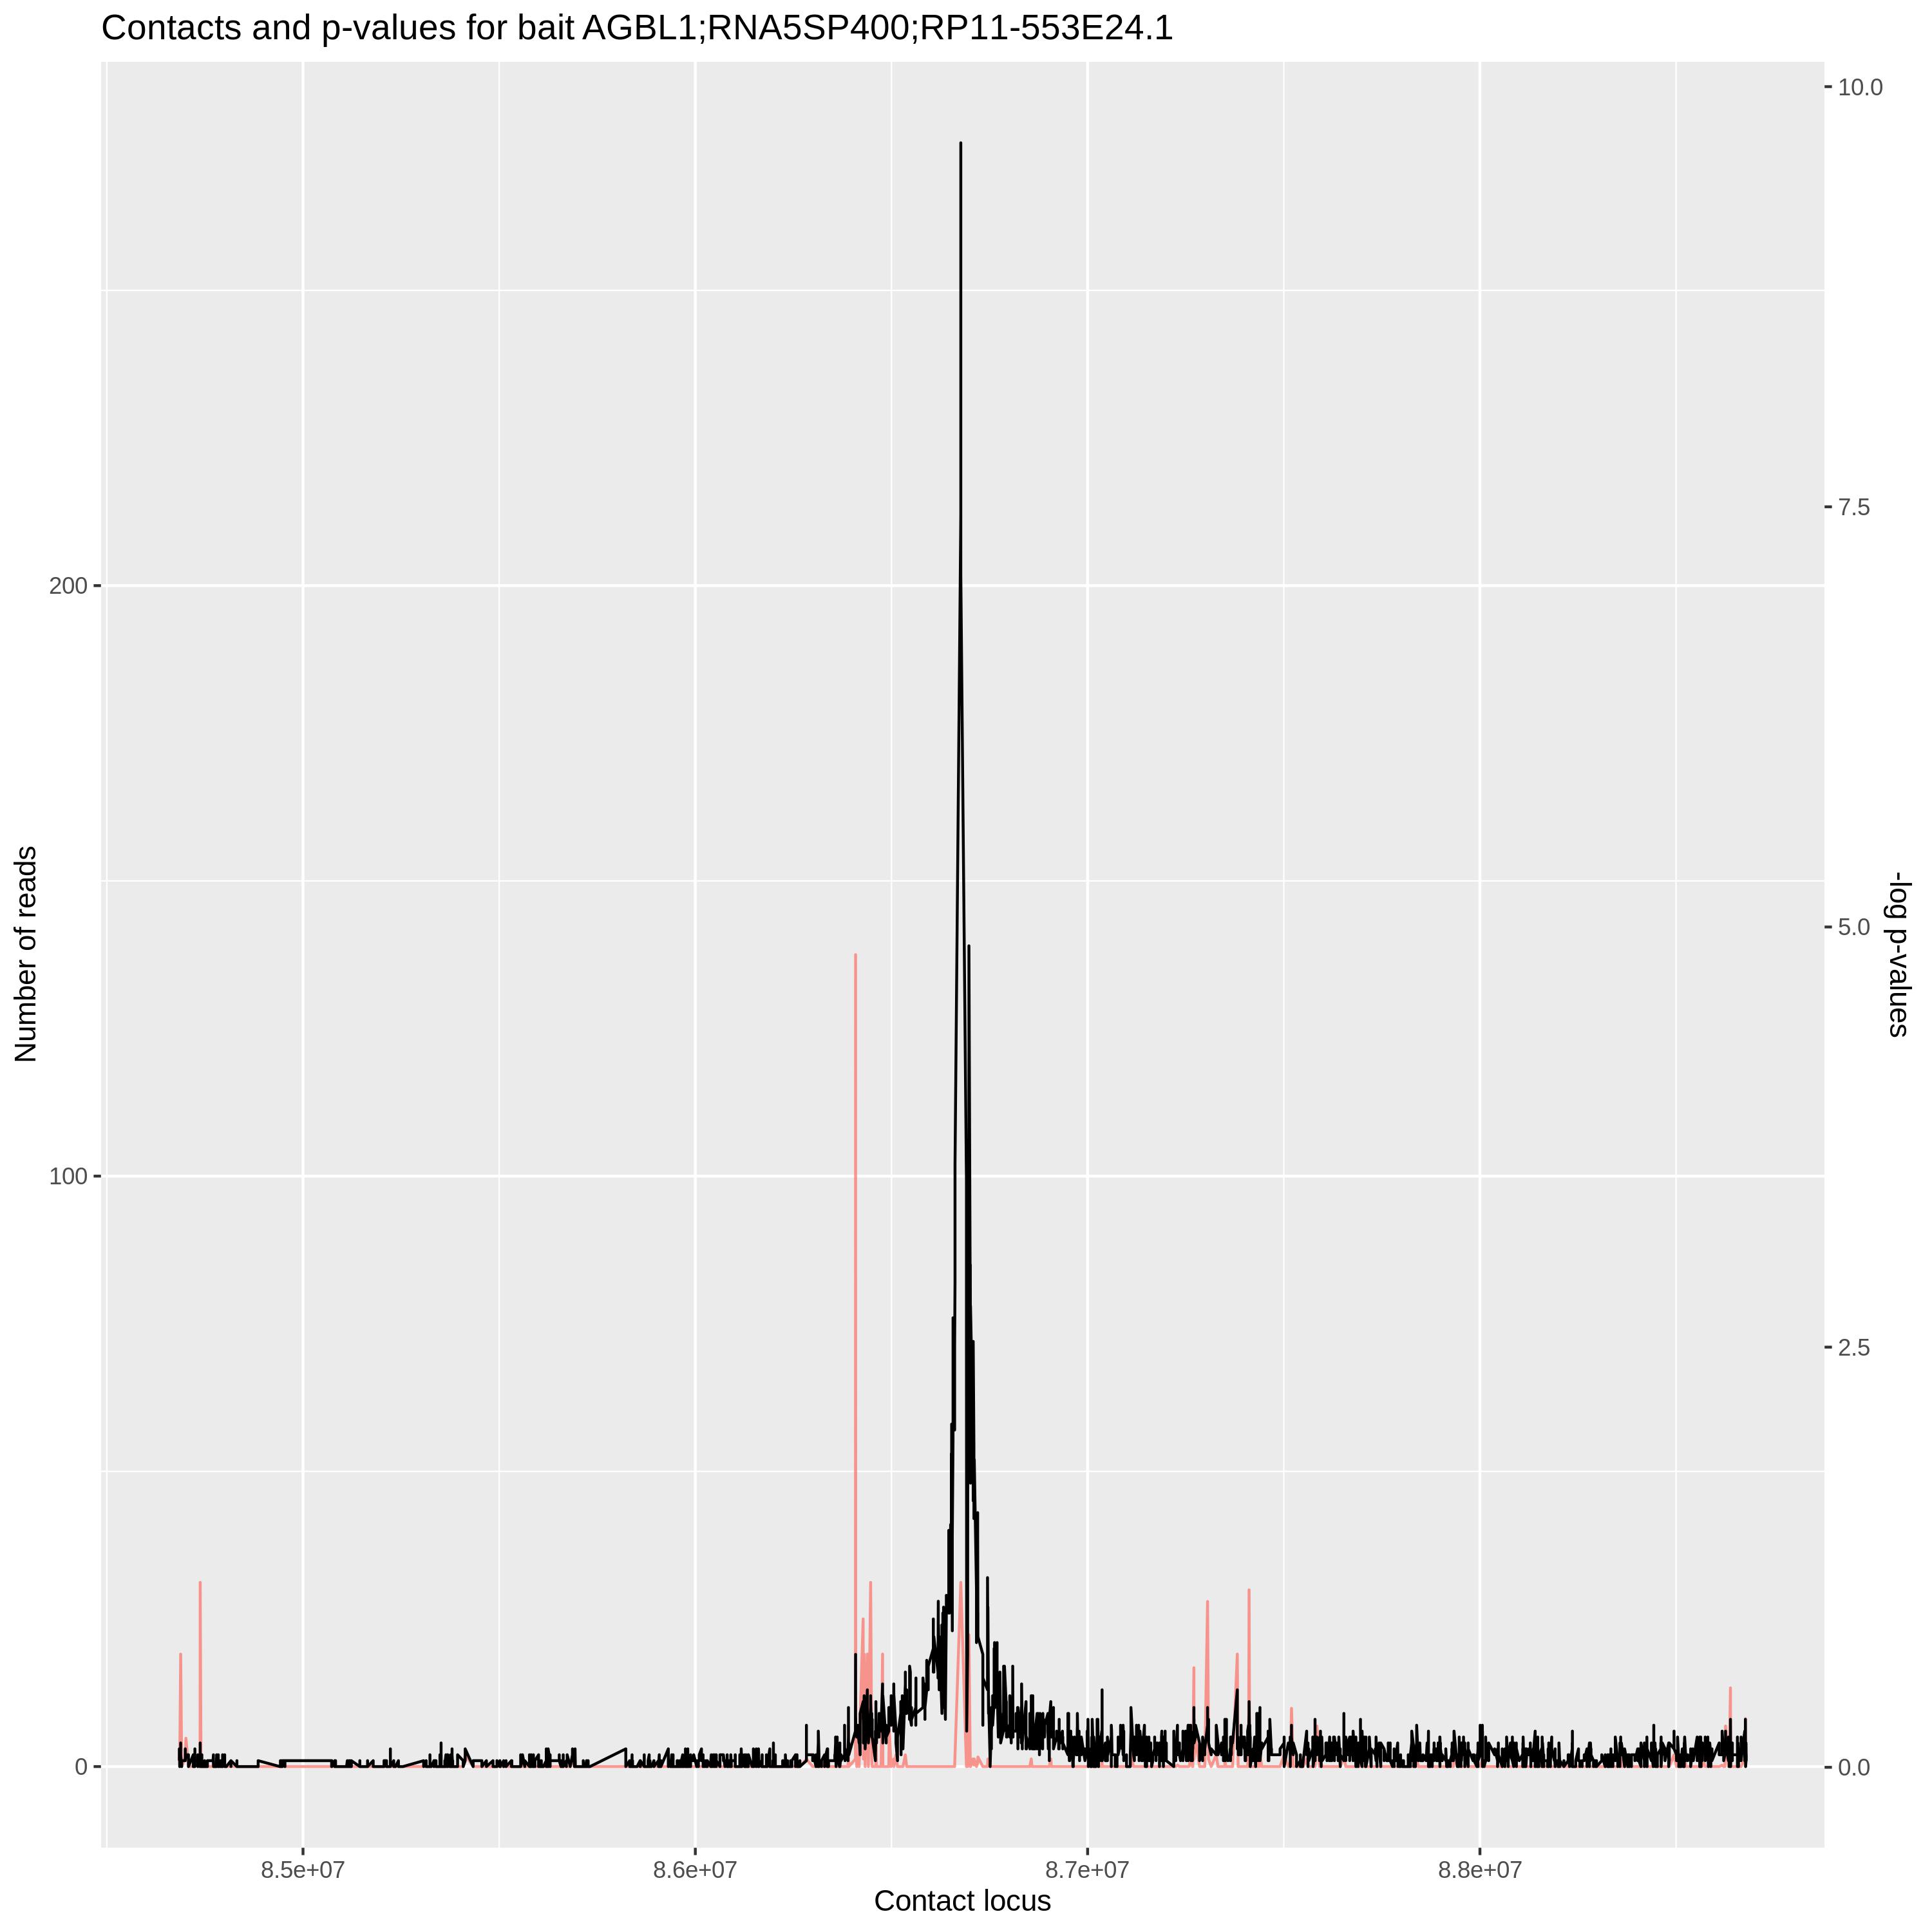 Contacts and p-values for bait AGBL1;RNA5SP400;RP11-553E24.1
10.0
7.5
200
5.0
Number of reads
-log p-values
100
2.5
0
0.0
8.5e+07
8.6e+07
8.7e+07
8.8e+07
Contact locus